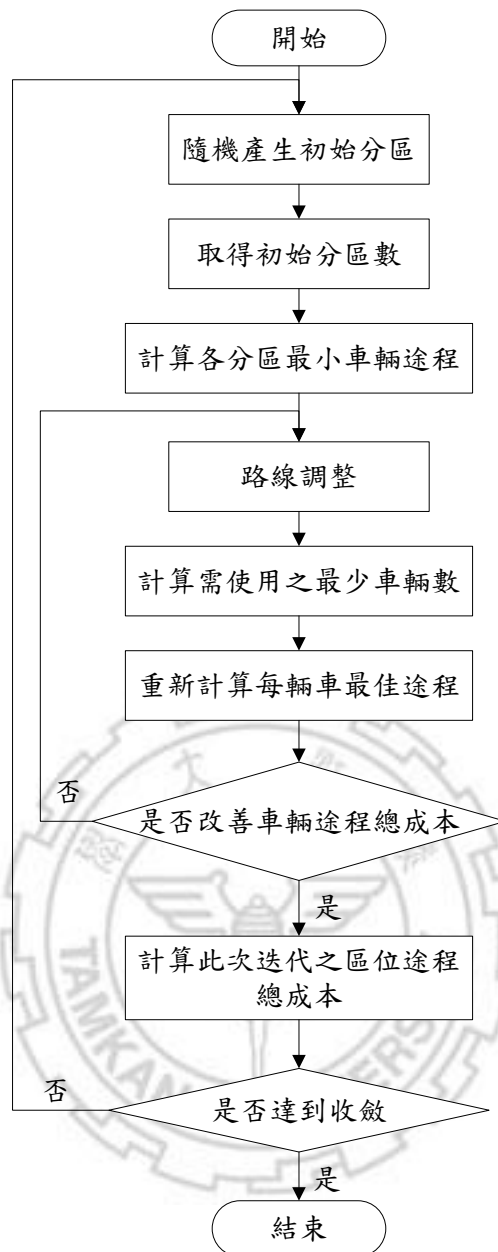 開始
隨機產生初始分區
取得初始分區數
計算各分區最小車輛途程
路線調整
計算需使用之最少車輛數
重新計算每輛車最佳途程
否
是否改善車輛途程總成本
是
計算此次迭代之區位途程
總成本
否
是否達到收斂
是
結束